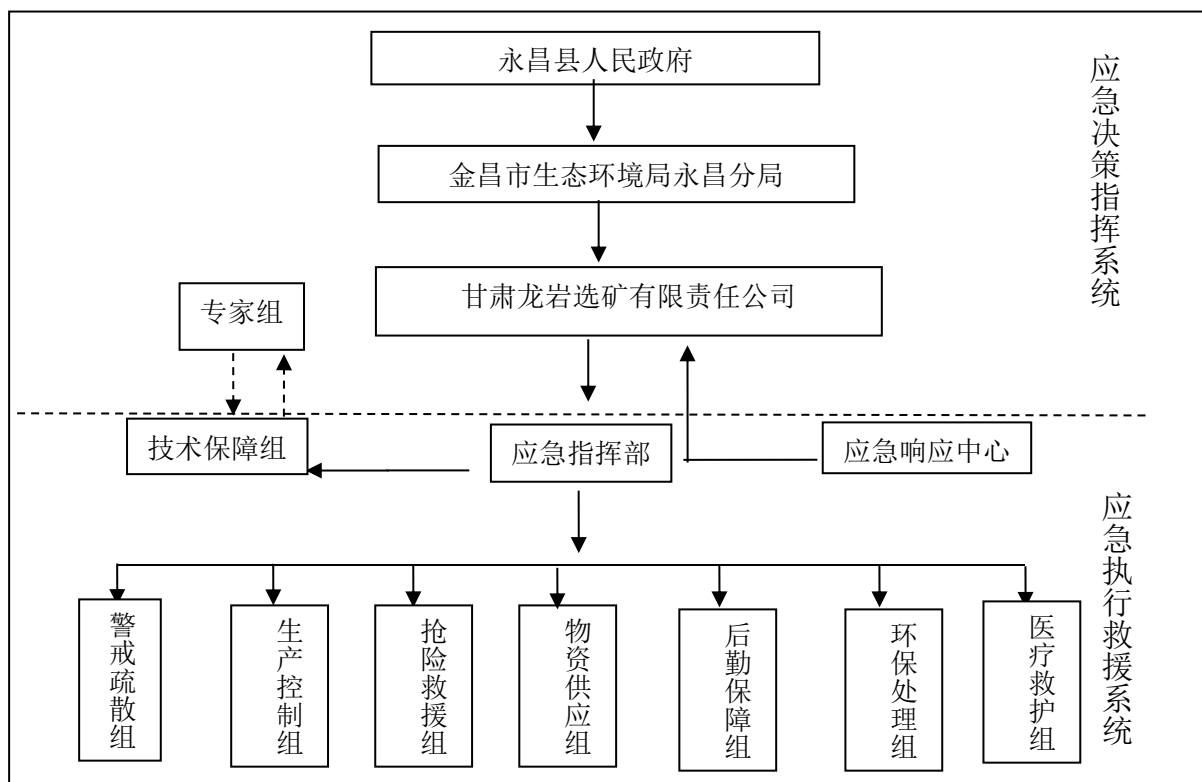 永昌县人民政府
金昌市生态环境局永昌分局
甘肃龙岩选矿有限责任公司
专家组
应急决策指挥系统
技术保障组
应急指挥部
应急响应中心
警戒疏散组
生产控制组
抢险救援组
物资供应组
后勤保障组
环保处理组
医疗救护组
应急执行救援系统